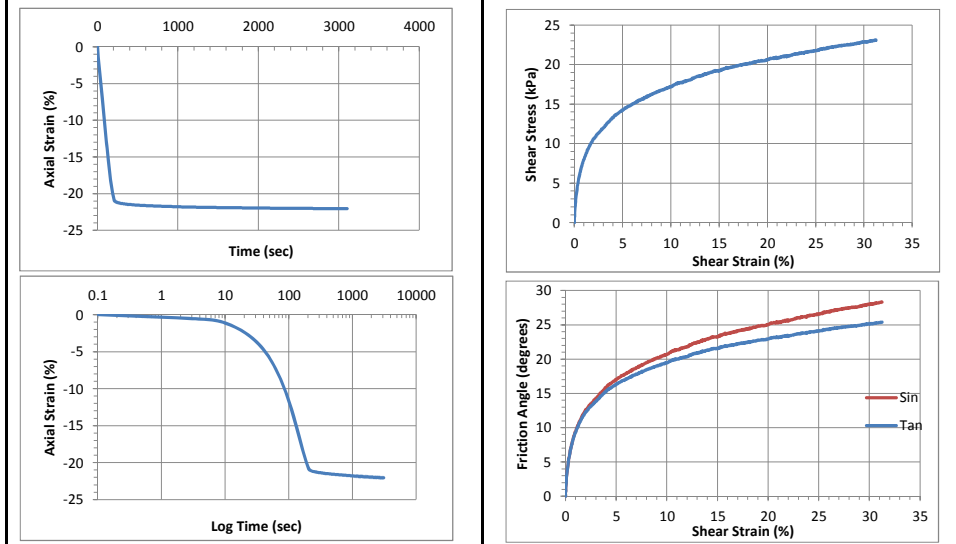 0 1000 2000 3000 4000
0
-5
-10
-15
-20
-25
Axial Strain (%)
Time (sec)
0.1 1 10 100 1000 10000
0
-5
-10
-15
-20
-25
Axial Strain (%)
Log Time (sec)
25
20
15
10
5
0
Shear Stress (kPa)
0 5 10 15 20 25 30 35
Shear Strain (%)
30
25
20
15
10
5
0
Friction Angle (degrees)
Sin
Tan
0 5 10 15 20 25 30 35
Shear Strain (%)